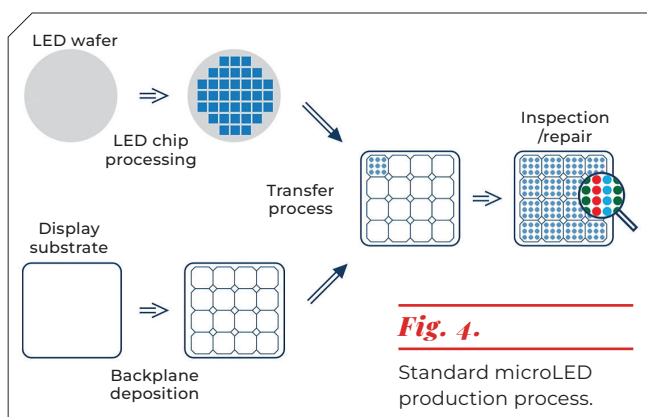 LED wafer
LED chip
processing
Display
substrate
Backplane
deposition
Transfer
process
Inspection
/repair
Fig. 4.
Standard microLED
production process.